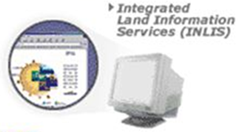 Integrated
Land Information
Services (INLIS)